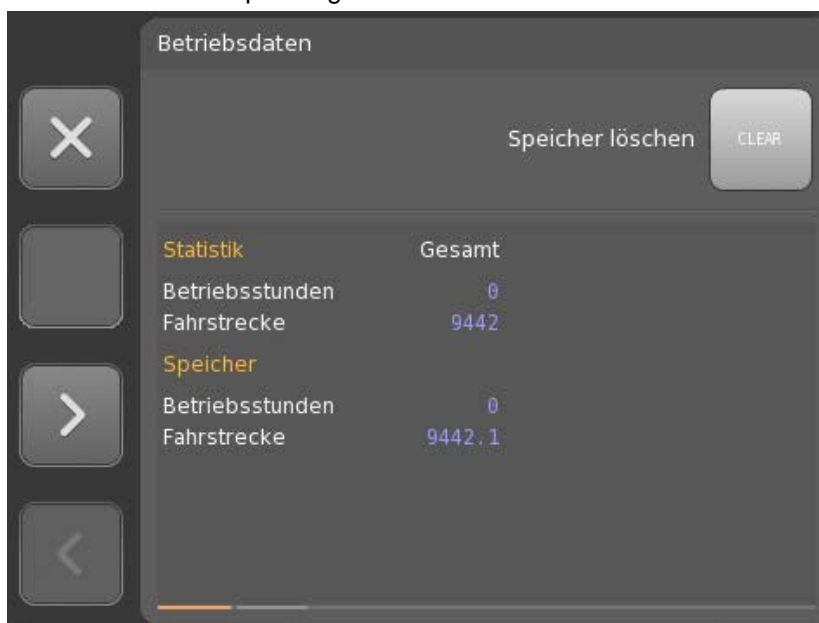 Betriebsdaten
Speicher löschen CLEAR
Statistik Gesamt
Betriebsstunden 0
Fahrstrecke 9442
Speicher
Betriebsstunden 0
Fahrstrecke 9442.1